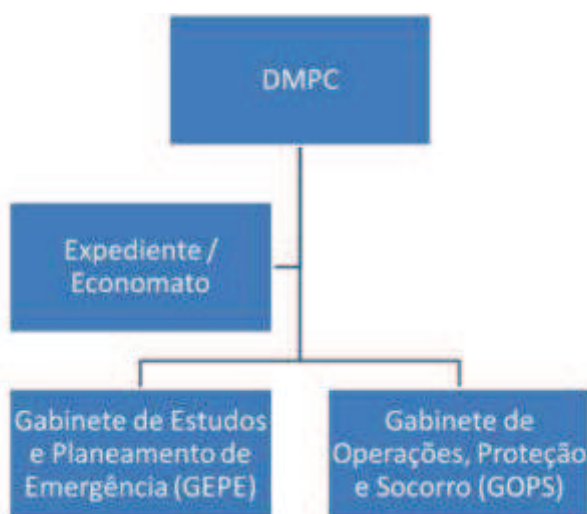 DMPC
Expediente /
Economato
Gabinete de Estudos
e Planeamento de
Emergência (GEPE)
Gabinete de
Operações, Proteção
e Socorro (GOPS)